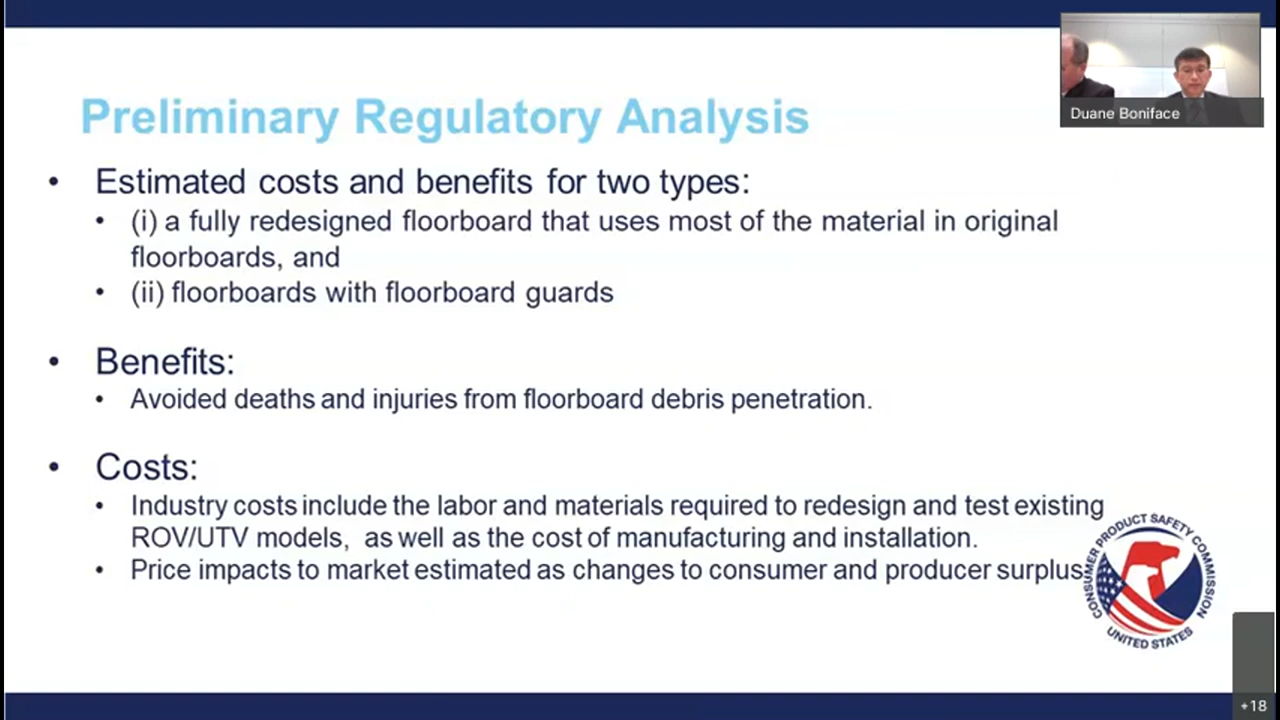 Duane Boniface
Preliminary Regulatory Analysis
• Estimated costs and benefits for two types:
• (i) a fully redesigned floorboard that uses most of the material in original
floorboards, and
• (ii) floorboards with floorboard guards
• Benefits:
• Avoided deaths and injuries from floorboard debris penetration.
• Costs:
• Industry costs include the labor and materials required to redesign and test existing
ROV/UTV models, as well as the cost of manufacturing and installation.
• Price impacts to market estimated as changes to consumer and producer surplus
CONSUMER PRODUCT SAFETY COMMISSION
UNITED STATES
+18